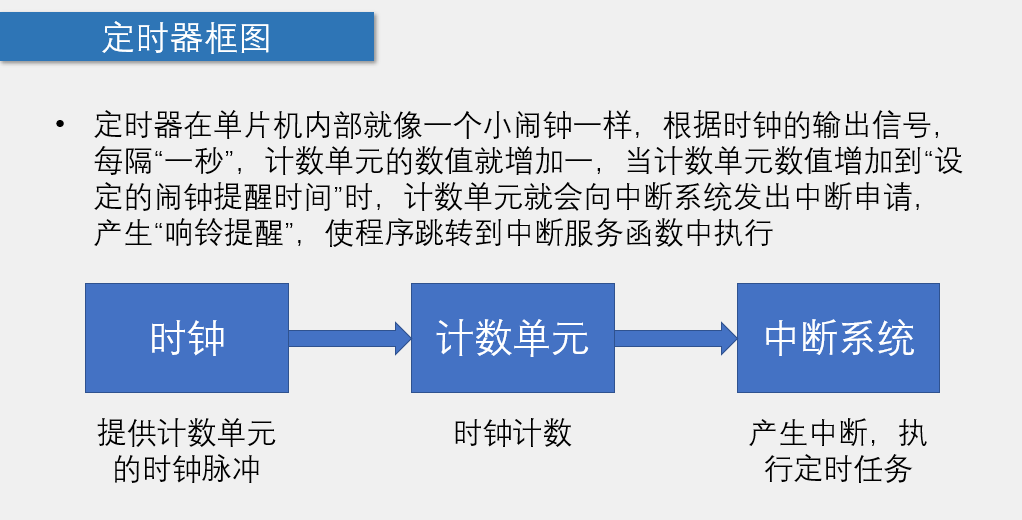 定时器框图
• 定时器在单片机内部就像一个小闹钟一样，根据时钟的输出信号，
每隔“一秒”，计数单元的数值就增加一，当计数单元数值增加到“设
定的闹钟提醒时间”时，计数单元就会向中断系统发出中断申请，
产生“响铃提醒”，使程序跳转到中断服务函数中执行
时钟
计数单元
中断系统
提供计数单元
的时钟脉冲
时钟计数
产生中断，执
行定时任务